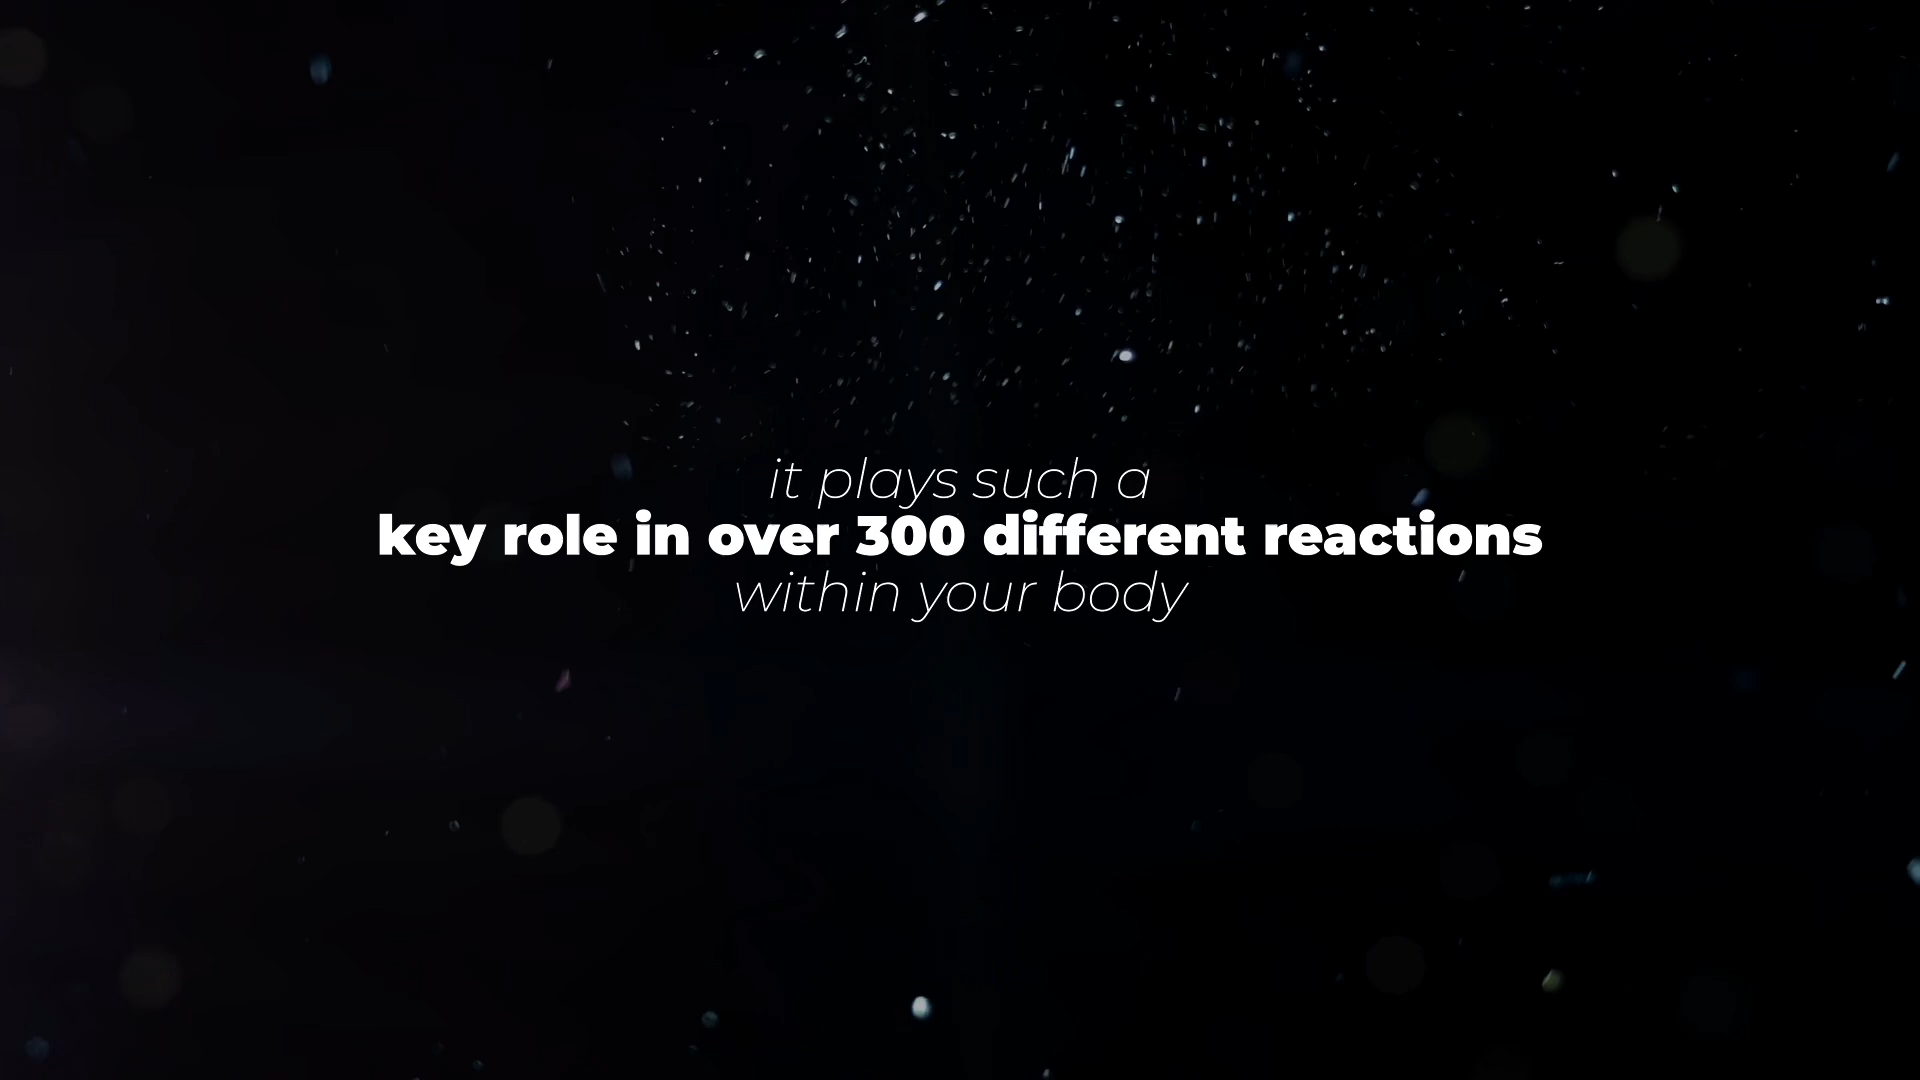 it plays such a
key role in over 300 different reactions
within your body